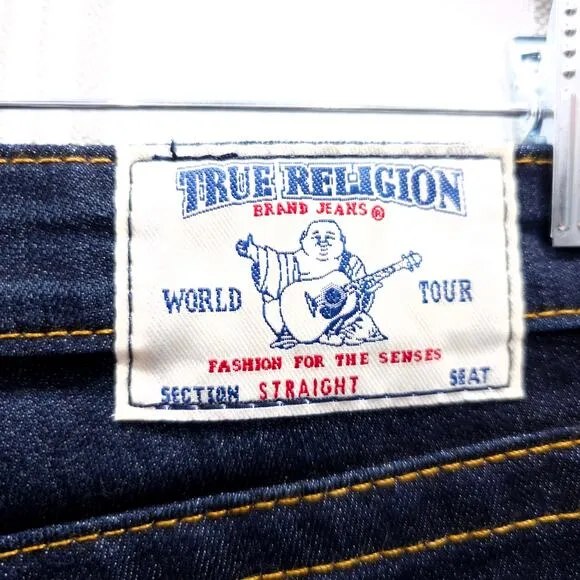 TRUE RELIGION
BRAND JEANS®
WORLD TOUR
FASHION FOR THE SENSES
SECTION STRAIGHT SEAT